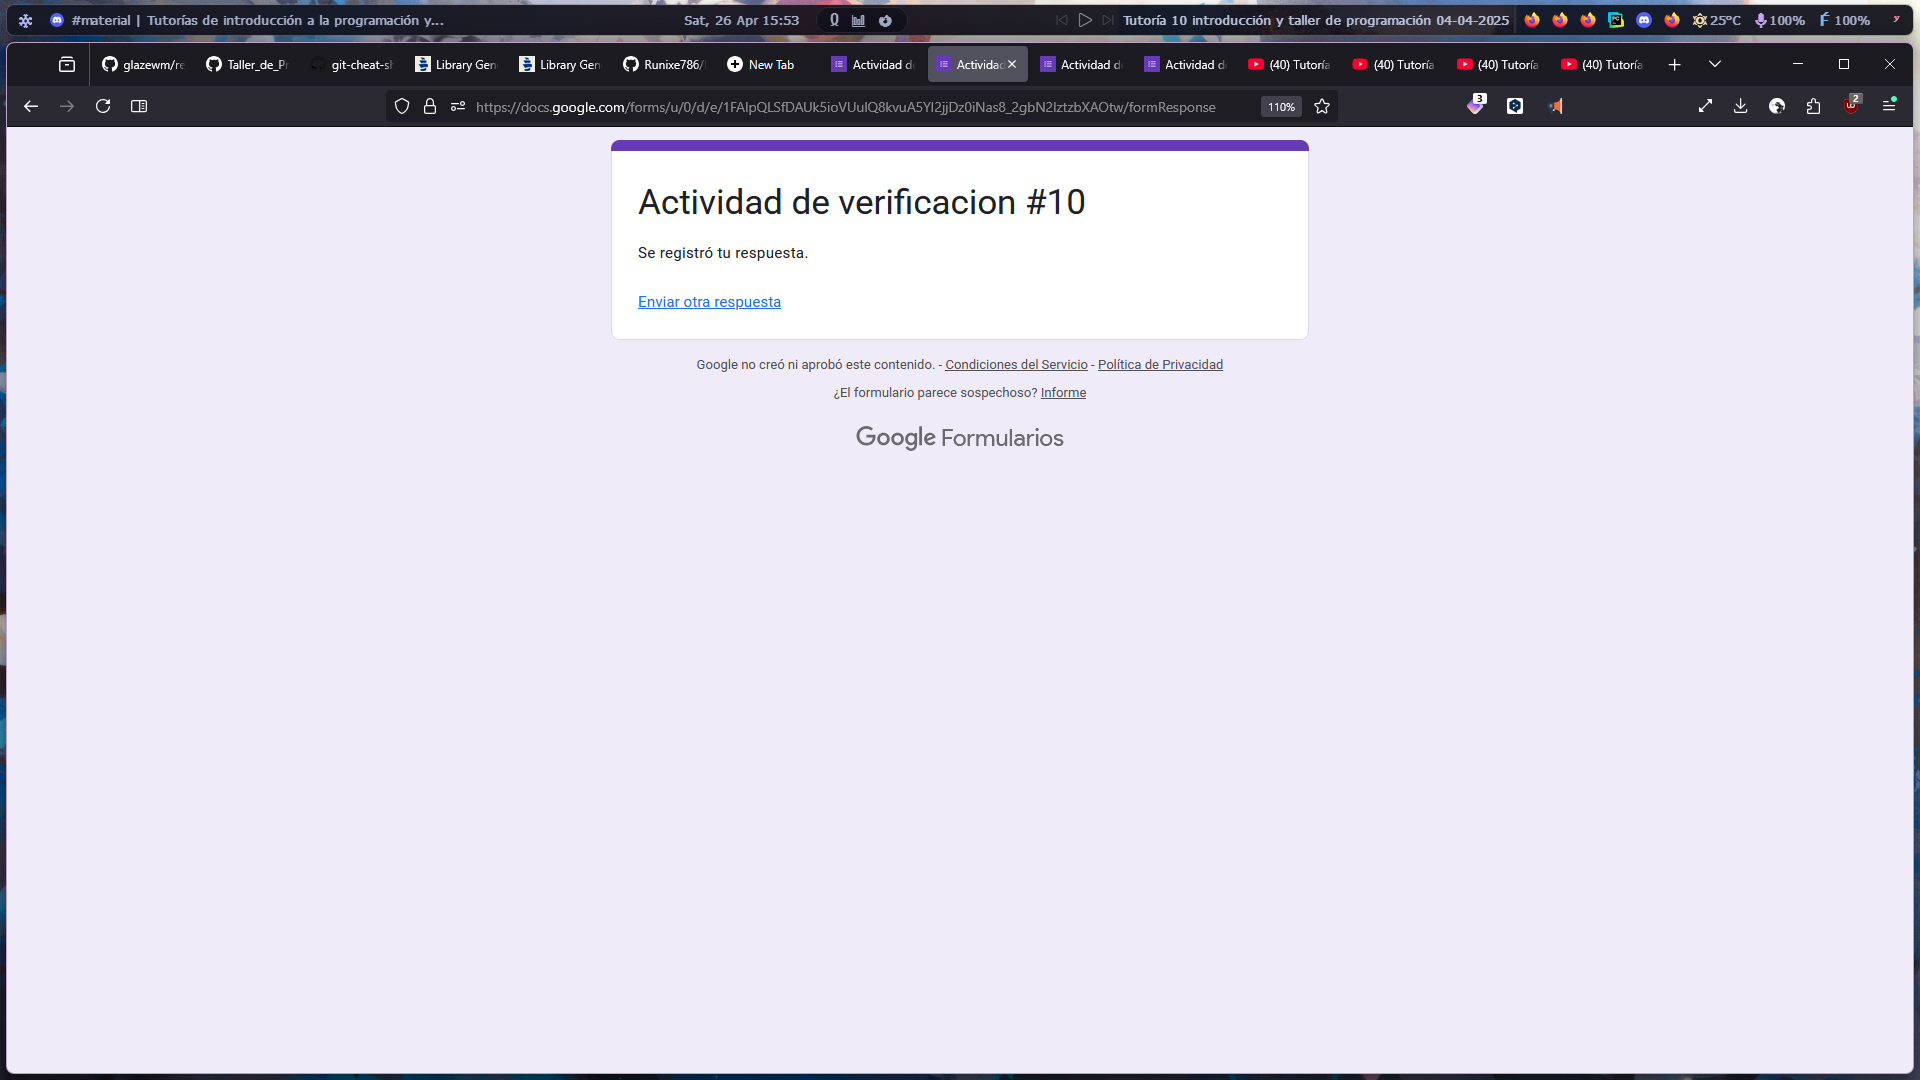 #material | Tutorías de introducción a la programación y...
Sat, 26 Apr 15:53
Tutoría 10 introducción y taller de programación 04-04-2025
25°C
100%
100%
glazewm/re
Taller_de_Pr
git-cheat-sh
Library Gen
Library Gen
Runixe786/
New Tab
Actividad d
Actividad
Actividad d
Actividad d
(40) Tutoría
(40) Tutoría
(40) Tutoría
(40) Tutoría
https://docs.google.com/forms/u/0/d/e/1FAIpQLSfDAUk5ioVUulQ8kvuA5Yl2jjDz0iNas8_2gbN2IztzbXAOtw/formResponse
110%
3
2
Actividad de verificacion #10
Se registró tu respuesta.
Enviar otra respuesta
Google no creó ni aprobó este contenido. - Condiciones del Servicio - Política de Privacidad
¿El formulario parece sospechoso? Informe
Google Formularios